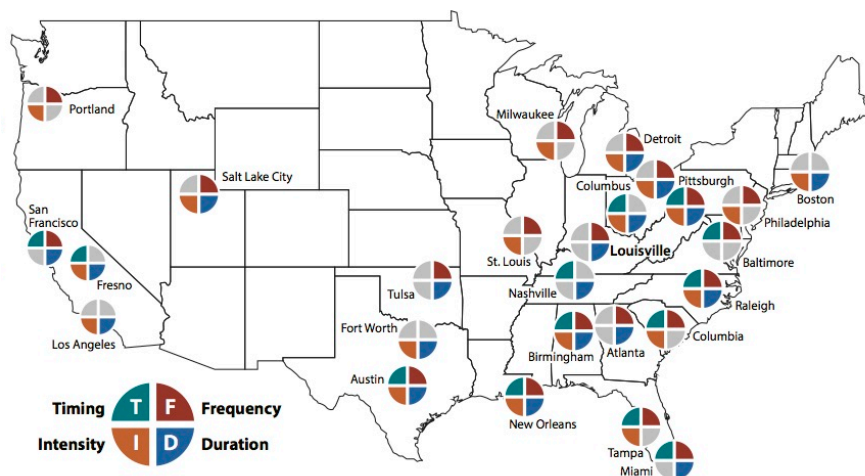 Portland
Milwaukee
Detroit
Salt Lake City
Columbus
Pittsburgh
Boston
Philadelphia
San
Francisco
Fresno
St. Louis
Louisville
Baltimore
Tulsa
Nashville
Raleigh
Los Angeles
Fort Worth
Birmingham
Atlanta
Columbia
Austin
New Orleans
Timing T F Frequency
Intensity I D Duration
Tampa
Miami